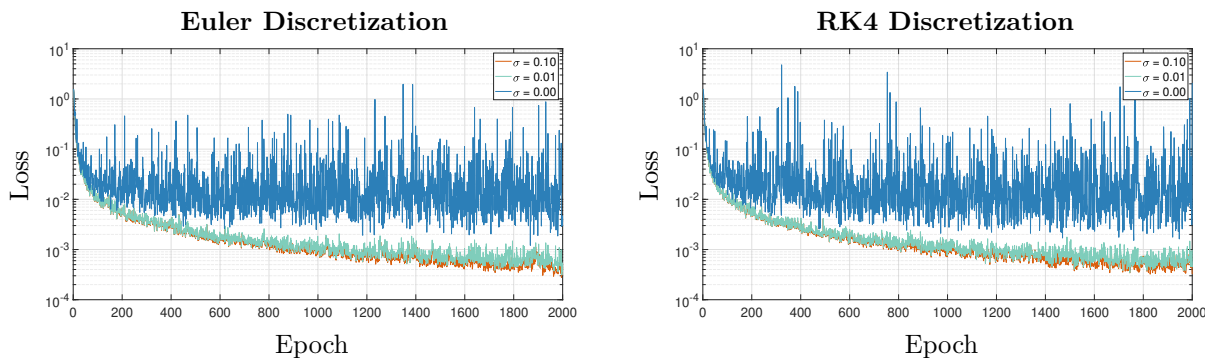 Euler Discretization
10^1
10^0
10^-1
10^-2
10^-3
10^-4
Loss
σ = 0.10
σ = 0.01
σ = 0.00
0 200 400 600 800 1000 1200 1400 1600 1800 2000
Epoch
RK4 Discretization
10^1
10^0
10^-1
10^-2
10^-3
10^-4
Loss
σ = 0.10
σ = 0.01
σ = 0.00
0 200 400 600 800 1000 1200 1400 1600 1800 2000
Epoch